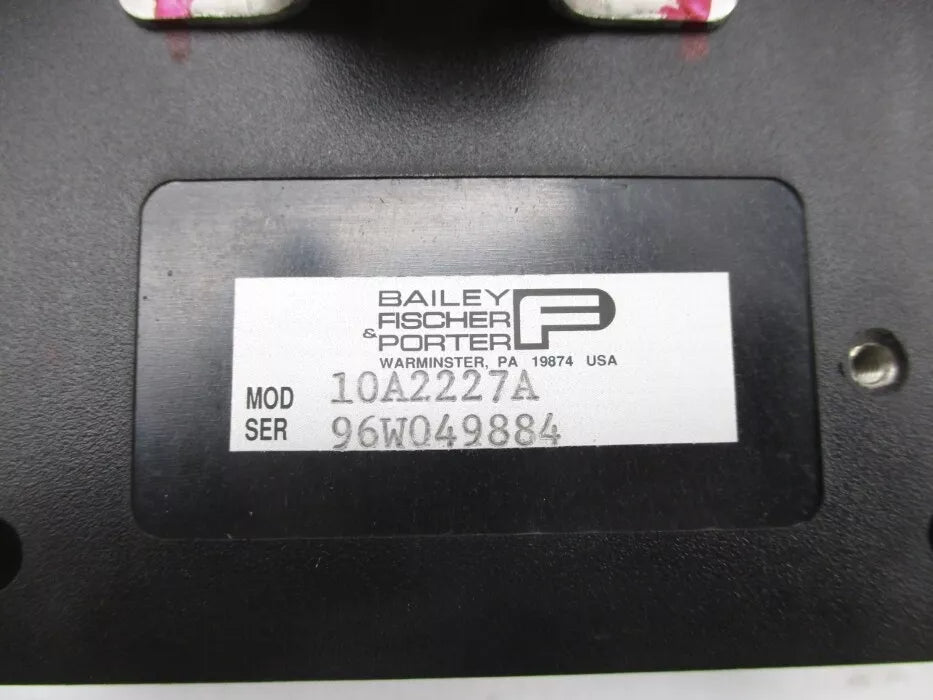 BAILEY
FISCHER
& PORTER
WARMINSTER, PA 19874 USA
MOD 10A2227A
SER 96W049884